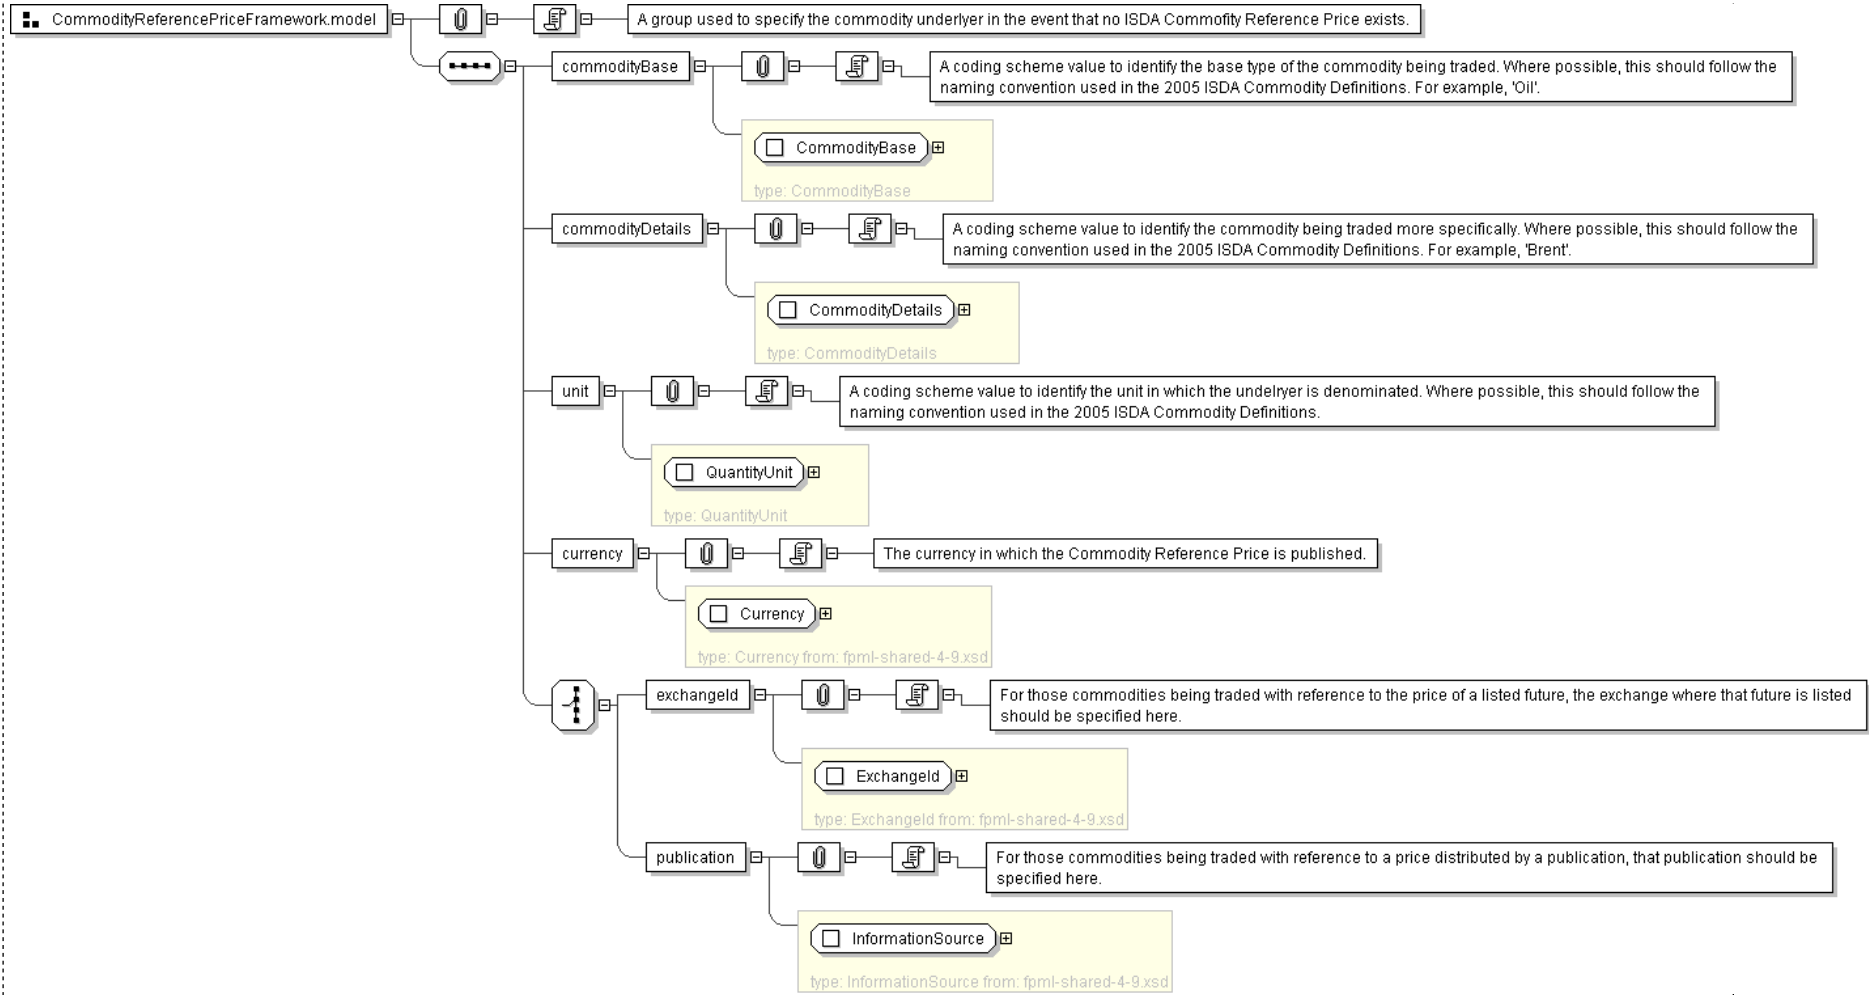 CommodityReferencePriceFramework.model
A group used to specify the commodity underlyer in the event that no ISDA Commofity Reference Price exists.
commodityBase
A coding scheme value to identify the base type of the commodity being traded. Where possible, this should follow the
naming convention used in the 2005 ISDA Commodity Definitions. For example, 'Oil'.
CommodityBase
type: CommodityBase
commodityDetails
A coding scheme value to identify the commodity being traded more specifically. Where possible, this should follow the
naming convention used in the 2005 ISDA Commodity Definitions. For example, 'Brent'.
CommodityDetails
type: CommodityDetails
unit
A coding scheme value to identify the unit in which the undelryer is denominated. Where possible, this should follow the
naming convention used in the 2005 ISDA Commodity Definitions.
QuantityUnit
type: QuantityUnit
currency
The currency in which the Commodity Reference Price is published.
Currency
type: Currency from: fpml-shared-4-9.xsd
exchangeId
For those commodities being traded with reference to the price of a listed future, the exchange where that future is listed
should be specified here.
ExchangeId
type: ExchangeId from: fpml-shared-4-9.xsd
publication
For those commodities being traded with reference to a price distributed by a publication, that publication should be
specified here.
InformationSource
type: InformationSource from: fpml-shared-4-9.xsd